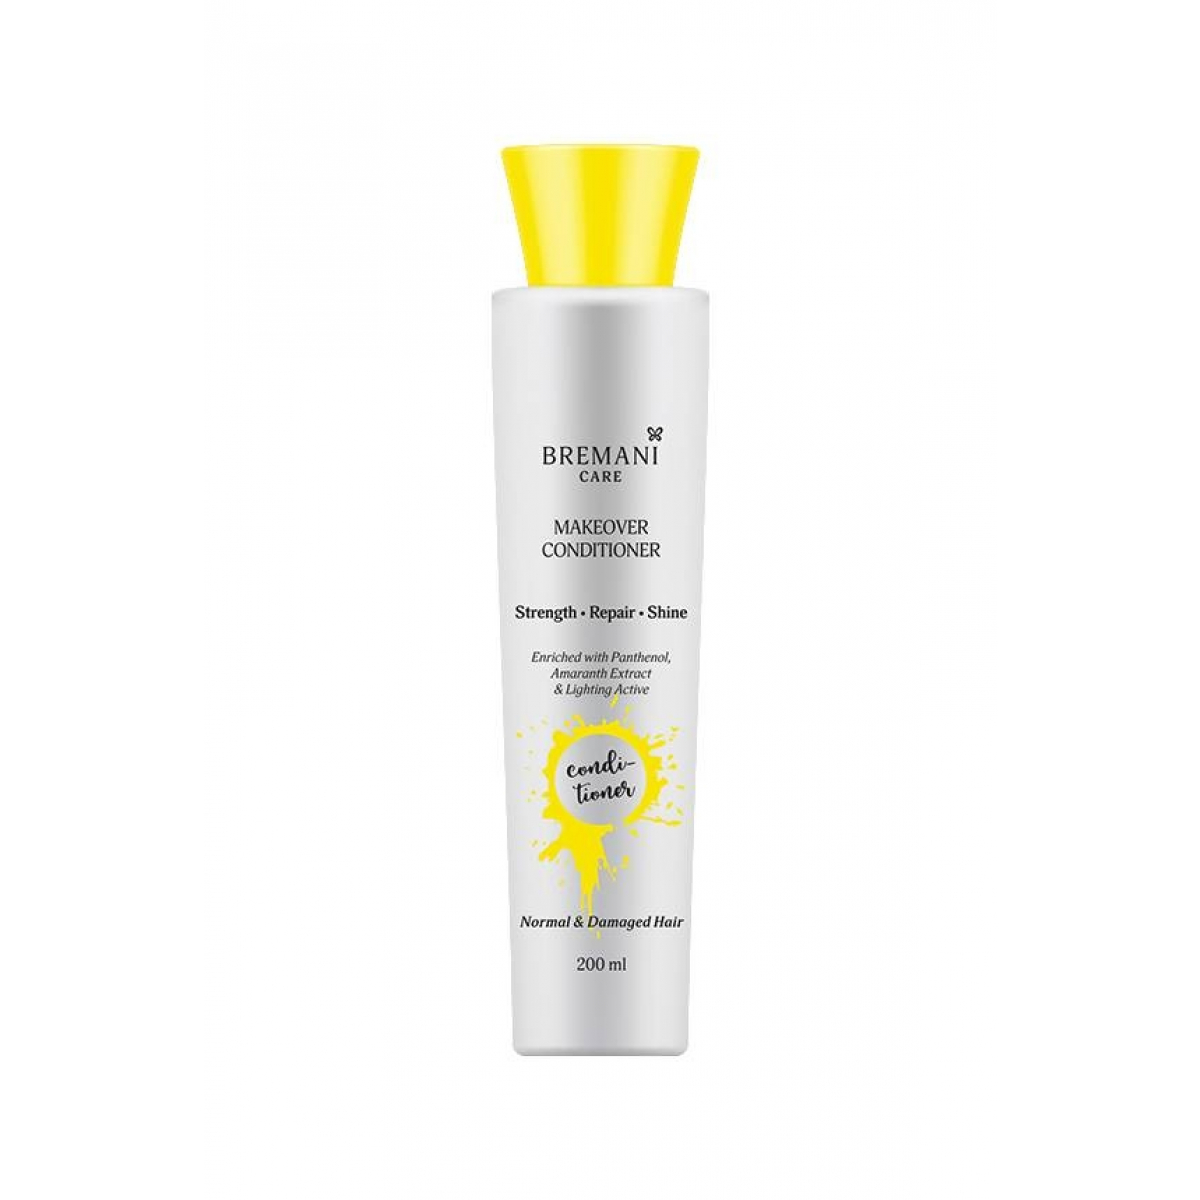 BREMANI
CARE
MAKEOVER
CONDITIONER
Strength • Repair • Shine
Enriched with Panthenol,
Amaranth Extract
& Lighting Active
condi-
tioner
Normal & Damaged Hair
200 ml